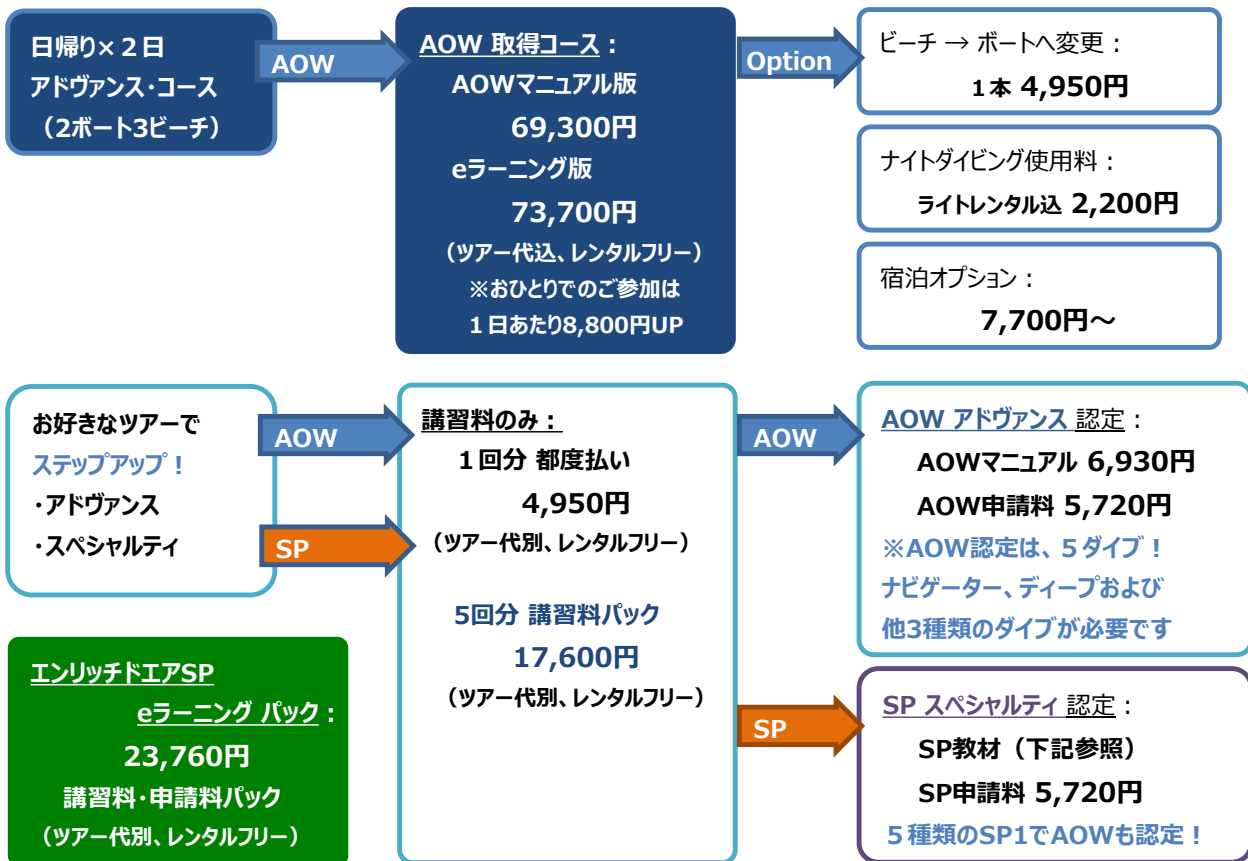 日帰り×２日
アドヴァンス・コース
（2ボート3ビーチ）
AOW
AOW 取得コース：
AOWマニュアル版
69,300円
eラーニング版
73,700円
（ツアー代込、レンタルフリー）
※おひとりでのご参加は
１日あたり8,800円UP
Option
ビーチ → ボートへ変更：
1本 4,950円
ナイトダイビング使用料：
ライトレンタル込 2,200円
宿泊オプション：
7,700円～
お好きなツアーで
ステップアップ！
・アドヴァンス
・スペシャルティ
AOW
SP
講習料のみ：
１回分 都度払い
4,950円
（ツアー代別、レンタルフリー）
5回分 講習料パック
17,600円
（ツアー代別、レンタルフリー）
AOW
AOW アドヴァンス 認定：
AOWマニュアル 6,930円
AOW申請料 5,720円
※AOW認定は、５ダイブ！
ナビゲーター、ディープおよび
他3種類のダイブが必要です
SP
SP スペシャルティ 認定：
SP教材（下記参照）
SP申請料 5,720円
５種類のSP1でAOWも認定！
エンリッチドエアSP
eラーニング パック：
23,760円
講習料・申請料パック
（ツアー代別、レンタルフリー）